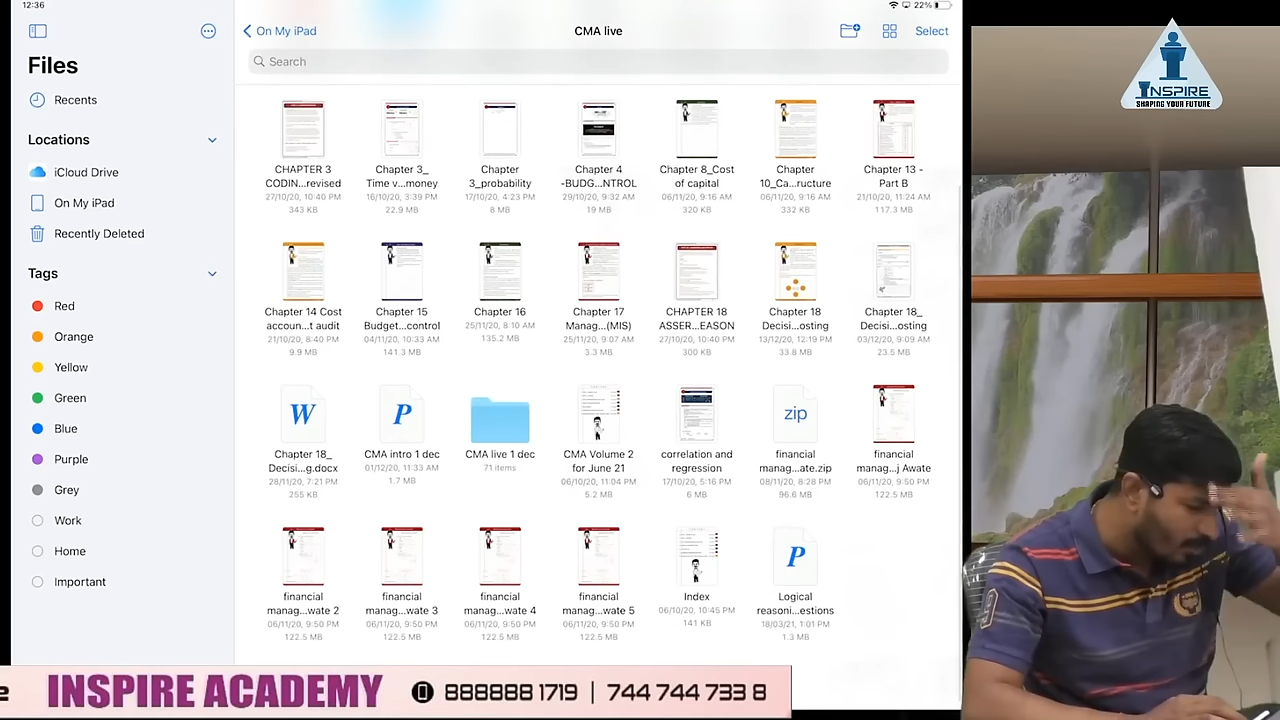 12:36
22%
On My iPad
CMA live
Select
Files
Search
Recents
Locations
iCloud Drive
On My iPad
Recently Deleted
Tags
Red
Orange
Yellow
Green
Blue
Purple
Grey
Work
Home
Important
CHAPTER 3 CODIN...revised
27/10/20, 10:40 PM
343 KB
Chapter 3_ Time v...money
16/10/20, 3:39 PM
22.9 MB
Chapter 3_probability
17/10/20, 4:23 PM
8 MB
Chapter 4 -BUDG...NTROL
29/10/20, 9:32 AM
19 MB
Chapter 8_Cost of capital
06/11/20, 9:16 AM
320 KB
Chapter 10_Ca...ructure
06/11/20, 9:16 AM
332 KB
Chapter 13 - Part B
21/10/20, 11:24 AM
117.3 MB
Chapter 14 Cost accoun...t audit
21/10/20, 8:40 PM
9.9 MB
Chapter 15 Budget...control
04/11/20, 10:33 AM
141.3 MB
Chapter 16
25/11/20, 8:10 AM
135.2 MB
Chapter 17 Manag...(MIS)
25/11/20, 9:07 AM
3.3 MB
CHAPTER 18 ASSER...EASON
27/10/20, 10:40 PM
300 KB
Chapter 18 Decisi...osting
13/12/20, 12:19 PM
33.8 MB
Chapter 18_ Decisi...osting
03/12/20, 9:09 AM
23.5 MB
W
Chapter 18_ Decisi...g.docx
28/11/20, 7:21 PM
255 KB
P
CMA intro 1 dec
01/12/20, 11:33 AM
1.7 MB
CMA live 1 dec
71 items
CMA Volume 2 for June 21
06/10/20, 11:04 PM
5.2 MB
correlation and regression
17/10/20, 5:16 PM
6 MB
zip
financial manag...ate.zip
08/11/20, 8:28 PM
96.6 MB
financial manag...j Awate
06/11/20, 9:50 PM
122.5 MB
financial manag...wate 2
06/11/20, 9:50 PM
122.5 MB
financial manag...wate 3
06/11/20, 9:50 PM
122.5 MB
financial manag...wate 4
06/11/20, 9:50 PM
122.5 MB
financial manag...wate 5
06/11/20, 9:50 PM
122.5 MB
Index
06/10/20, 10:45 PM
141 KB
P
Logical reasoni...estions
18/03/21, 1:01 PM
1.3 MB
INSPIRE
SHAPING YOUR FUTURE
e INSPIRE ACADEMY 888888 1719 | 744 744 733 8